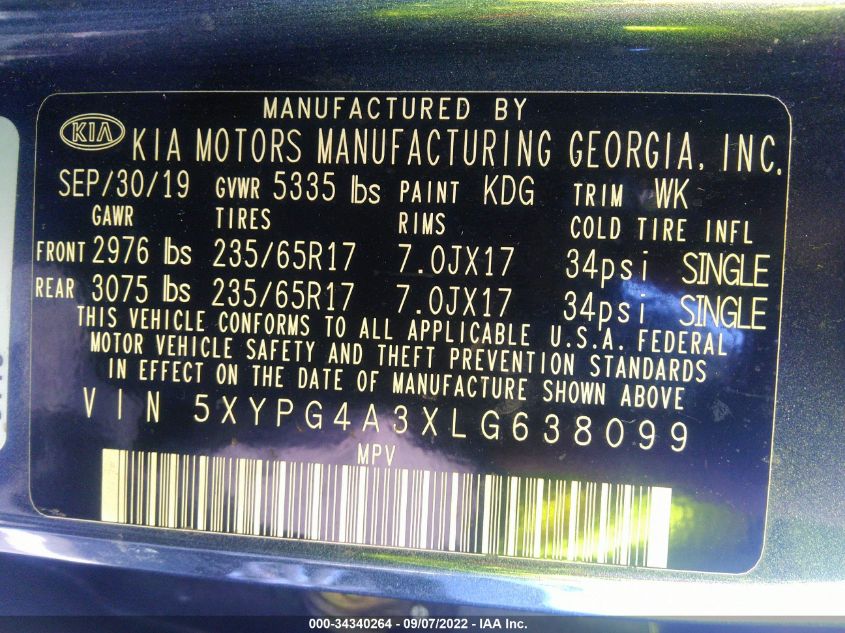 MANUFACTURED BY
KIA KIA MOTORS MANUFACTURING GEORGIA, INC.
SEP/30/19 GVWR 5335 lbs PAINT KDG TRIM WK
GAWR TIRES RIMS COLD TIRE INFL
FRONT 2976 lbs 235/65R17 7.0JX17 34psi SINGLE
REAR 3075 lbs 235/65R17 7.0JX17 34psi SINGLE
THIS VEHICLE CONFORMS TO ALL APPLICABLE U.S.A. FEDERAL
MOTOR VEHICLE SAFETY AND THEFT PREVENTION STANDARDS
IN EFFECT ON THE DATE OF MANUFACTURE SHOWN ABOVE
VIN 5XYPG4A3XLG638099
MPV
000-34340264 - 09/07/2022 - IAA Inc.